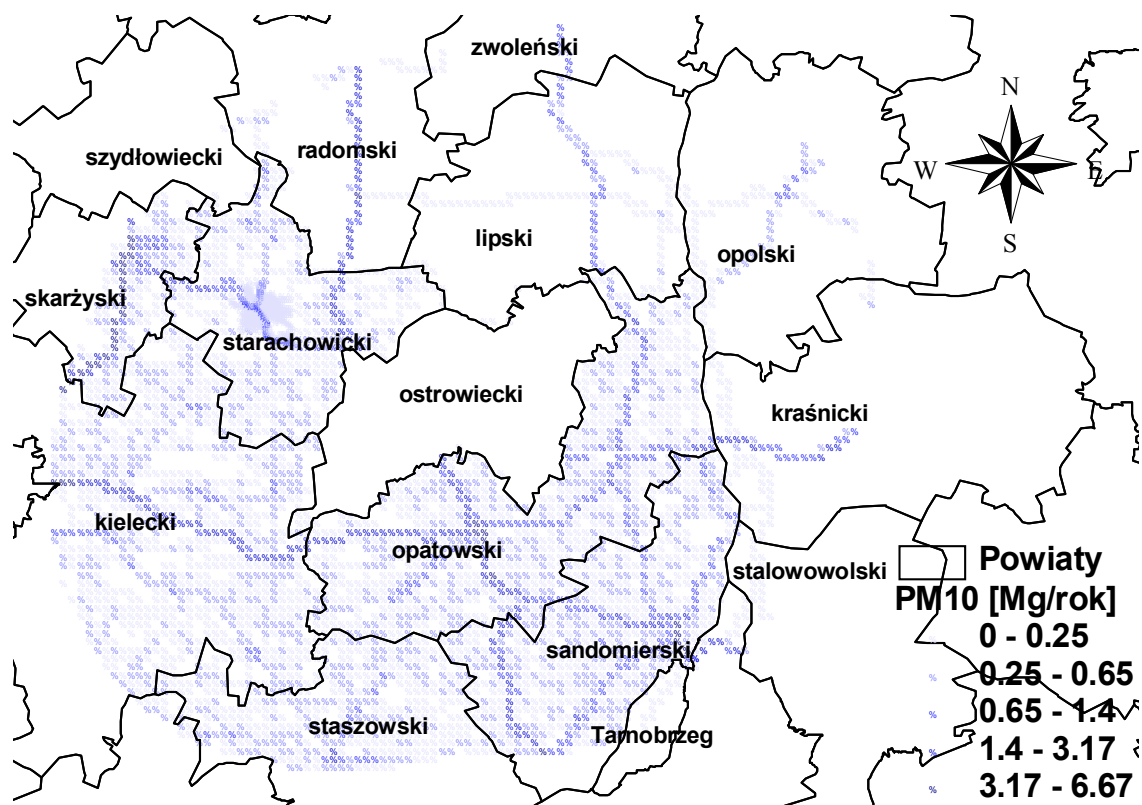 zwoleński
N
szydłowiecki
radomski
W
E
lipski
S
opolski
skarżyski
starachowicki
ostrowiecki
kraśnicki
kielecki
opatowski
stalowowolski
Powiaty
PM10 [Mg/rok]
0 - 0.25
sandomierski
% 0.25 - 0.65
staszowski
Tarnobrzeg
% 0.65 - 1.4
% 1.4 - 3.17
% 3.17 - 6.67